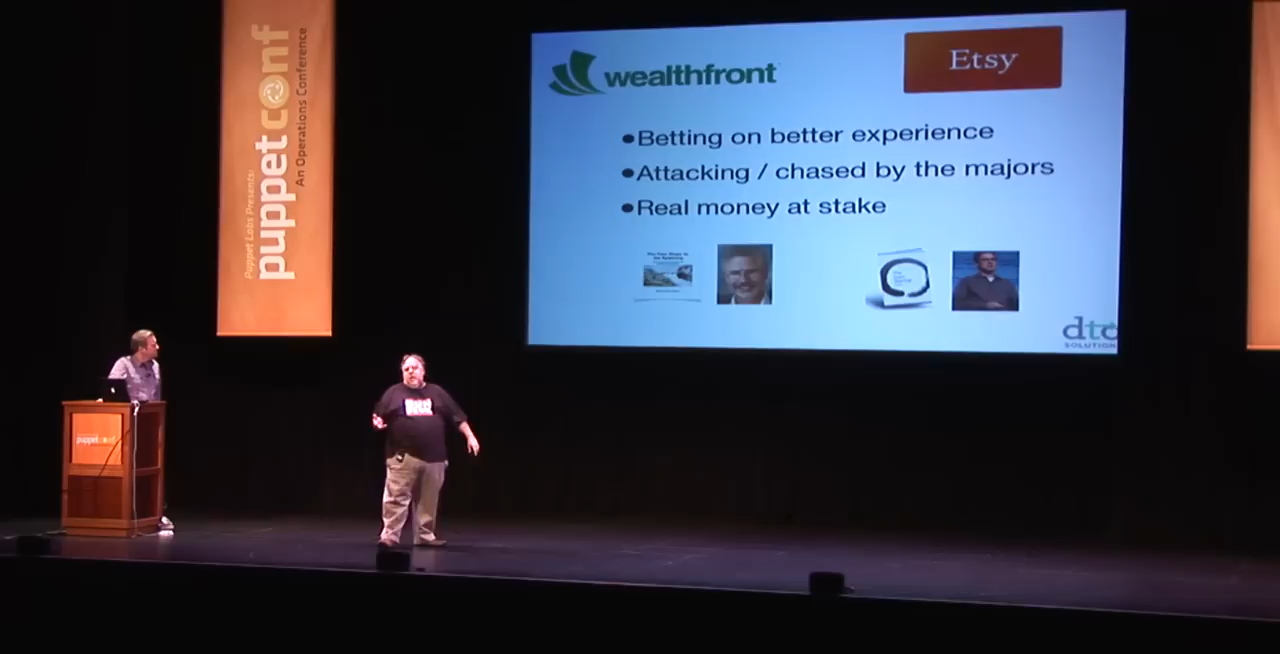 Puppet Labs Presents:
puppetconf
An Operations Conference
wealthfront
Etsy
•Betting on better experience
•Attacking / chased by the majors
•Real money at stake
dtc
SOLUTION
puppetconf